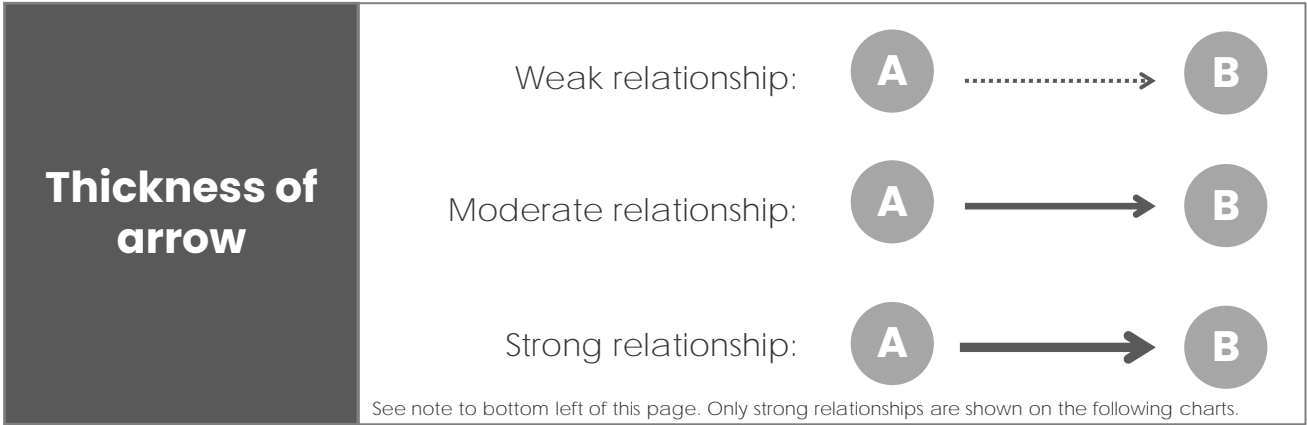 Thickness of
arrow
Weak relationship: A B
Moderate relationship: A B
Strong relationship: A B
See note to bottom left of this page. Only strong relationships are shown on the following charts.